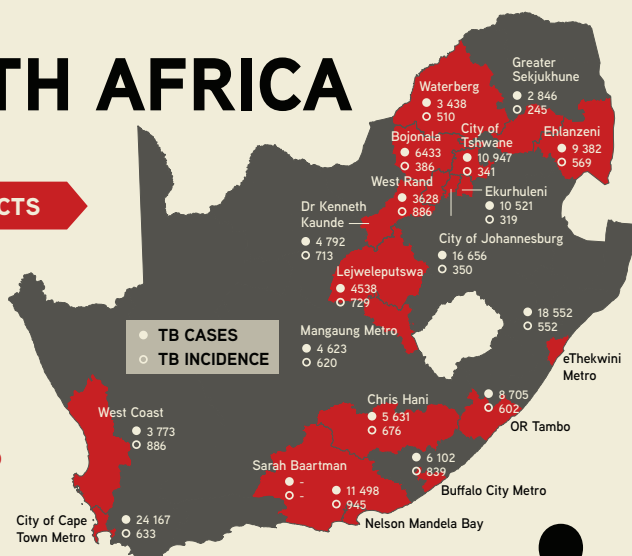 TH AFRICA
CTS
Greater
Sekjukhune
2 846
245
Waterberg
3 438
510
Bojonala
6433
386
City of
Tshwane
10 947
341
Ehlanzeni
9 382
569
West Rand
3628
886
Ekurhuleni
10 521
319
Dr Kenneth
Kaunde
4 792
713
City of Johannesburg
16 656
350
Lejweleputswa
4538
729
TB CASES
TB INCIDENCE
Mangaung Metro
4 623
620
18 552
552
eThekwini
Metro
West Coast
3 773
886
Chris Hani
5 631
676
8 705
602
OR Tambo
Sarah Baartman
-
-
6 102
839
Buffalo City Metro
11 498
945
Nelson Mandela Bay
City of Cape
Town Metro
24 167
633